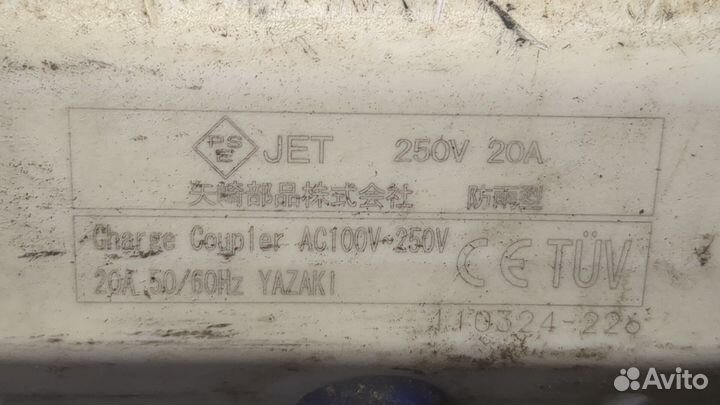 PSE JET 250V 20A
矢崎部品株式会社 防雨型
Charge Coupler AC100V~250V
20A 50/60Hz YAZAKI CE TÜV
110324-226
Avito